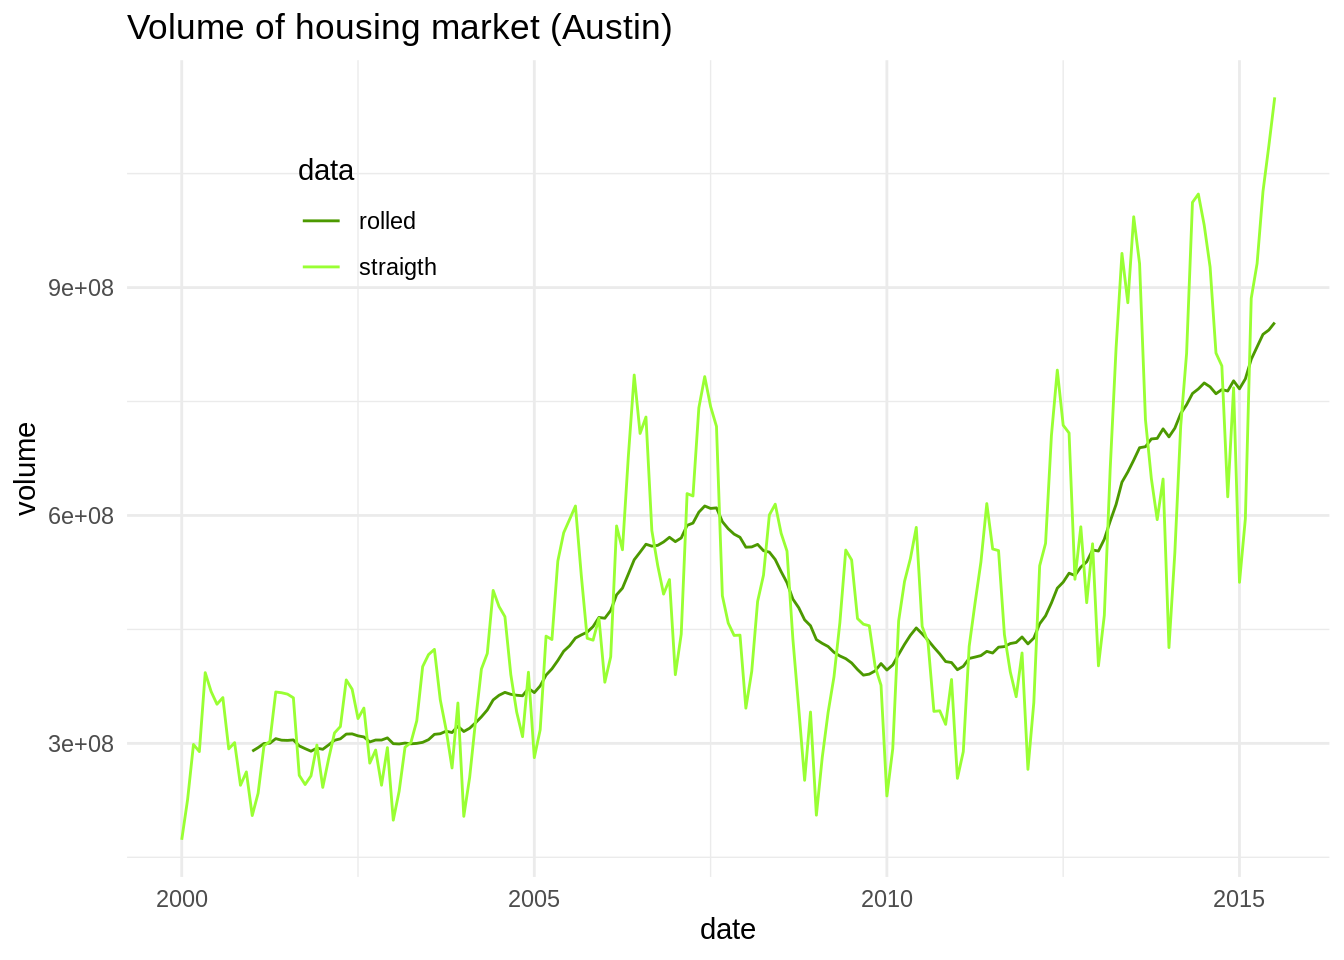 Volume of housing market (Austin)
data
rolled
straigth
9e+08
6e+08
3e+08
volume
2000 2005 2010 2015
date